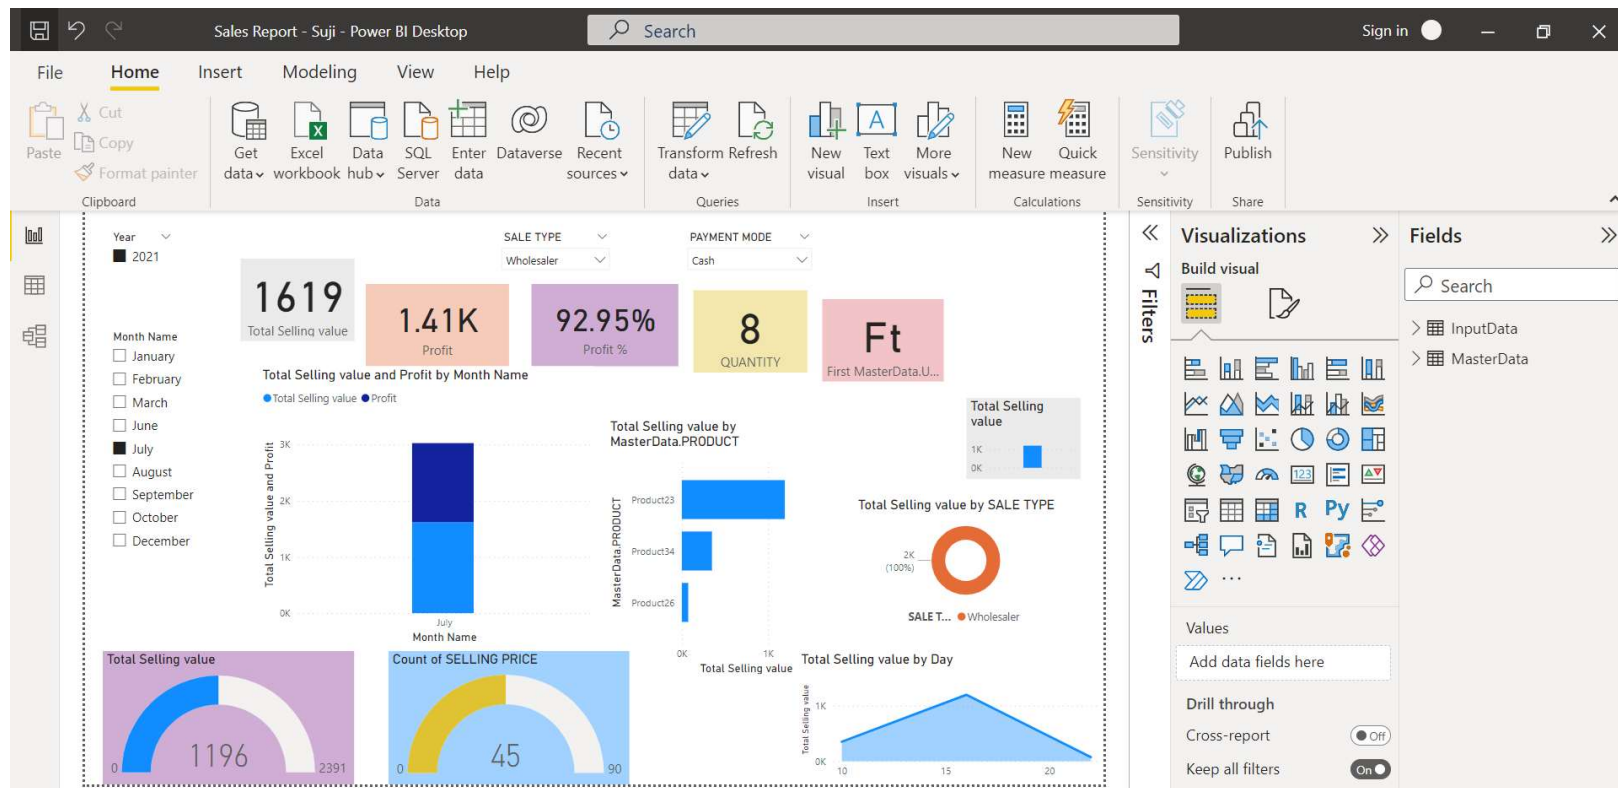 Sales Report - Suji - Power BI Desktop
Search
Sign in
File Home Insert Modeling View Help
Paste
Cut
Copy
Format painter
Clipboard
Get data
Excel workbook
Data hub
SQL Server
Enter data
Dataverse
Recent sources
Data
Transform data
Refresh
Queries
New visual
Text box
More visuals
Insert
New measure
Quick measure
Calculations
Sensitivity
Sensitivity
Publish
Share
Year
2021
SALE TYPE
Wholesaler
PAYMENT MODE
Cash
1619
Total Selling value
1.41K
Profit
92.95%
Profit %
8
QUANTITY
Ft
First MasterData.U...
Month Name
January
February
March
June
July
August
September
October
December
Total Selling value and Profit by Month Name
Total Selling value Profit
Total Selling value and Profit
3K
2K
1K
0K
July
Month Name
Total Selling value by
MasterData.PRODUCT
MasterData.PRODUCT
Product23
Product34
Product26
0K 1K
Total Selling value
Total Selling
value
1K
0K
Total Selling value by SALE TYPE
2K
(100%)
SALE T... Wholesaler
Total Selling value
1196
0 2391
Count of SELLING PRICE
45
0 90
Total Selling value by Day
Total Selling value
1K
0K
10 15 20
Filters
Visualizations
Build visual
123
R
Py
Values
Add data fields here
Drill through
Cross-report
Off
Keep all filters
On
Fields
Search
InputData
MasterData